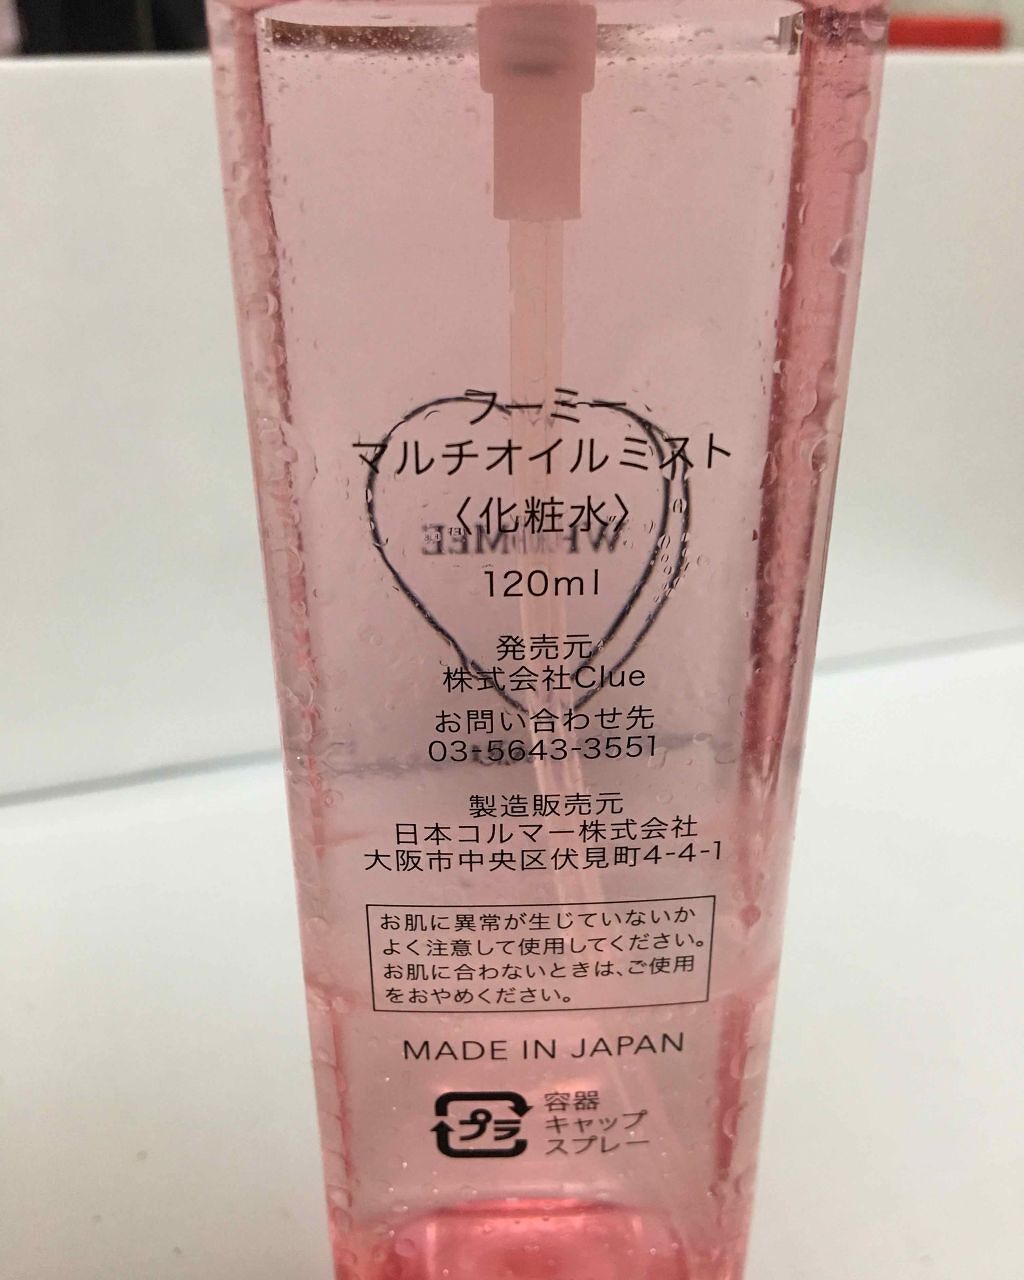 フーミー
マルチオイルミスト
〈化粧水〉
WHOMEE
120ml
発売元
株式会社Clue
お問い合わせ先
03-5643-3551
製造販売元
日本コルマー株式会社
大阪市中央区伏見町4-4-1
お肌に異常が生じていないか
よく注意して使用してください。
お肌に合わないときは、ご使用
をおやめください。
MADE IN JAPAN
プラ
容器
キャップ
スプレー